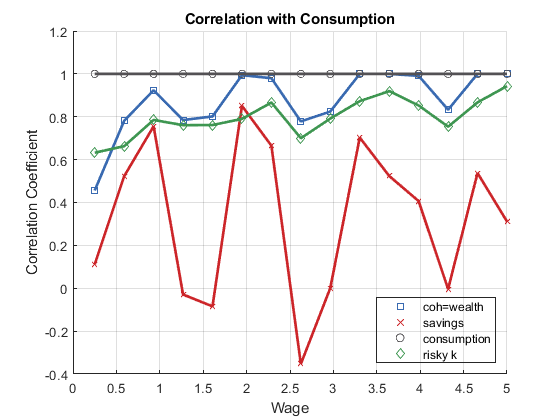 Correlation with Consumption
Correlation Coefficient
1.2
1
0.8
0.6
0.4
0.2
0
-0.2
-0.4
coh=wealth
savings
consumption
risky k
0 0.5 1 1.5 2 2.5 3 3.5 4 4.5 5
Wage